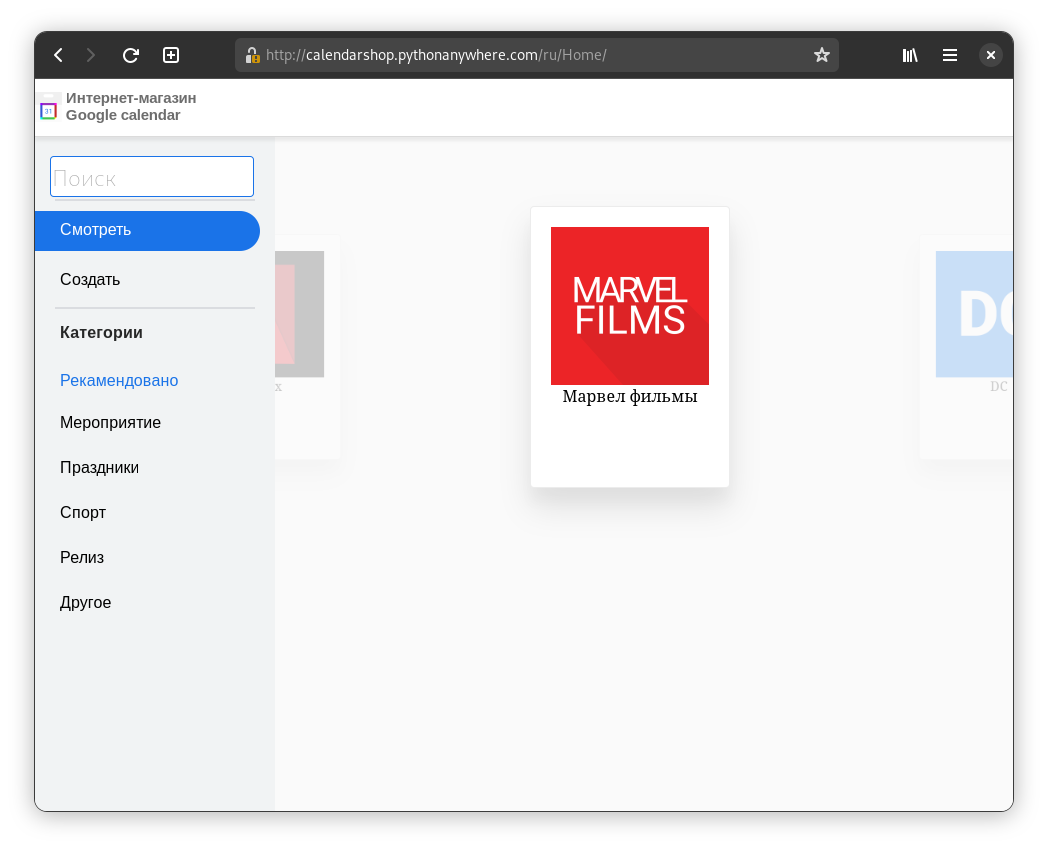 http://calendarshop.pythonanywhere.com/ru/Home/
Интернет-магазин
Google calendar
31
Поиск
Смотреть
Создать
Категории
Рекамендовано
Мероприятие
Праздники
Спорт
Релиз
Другое
х
MARVEL
FILMS
Марвел фильмы
DC
DC